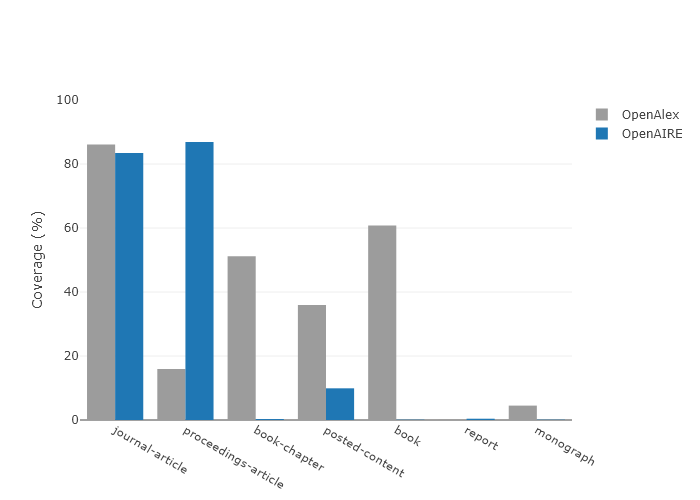 100
80
60
40
20
0
Coverage (%)
OpenAlex
OpenAIRE
journal-article
proceedings-article
book-chapter
posted-content
book
report
monograph